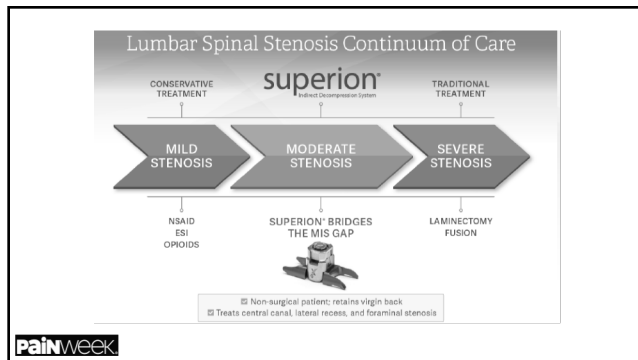 Lumbar Spinal Stenosis Continuum of Care
CONSERVATIVE
TREATMENT
superion®
Indirect Decompression System
TRADITIONAL
TREATMENT
MILD
STENOSIS
MODERATE
STENOSIS
SEVERE
STENOSIS
NSAID
ESI
OPIOIDS
SUPERION® BRIDGES
THE MIS GAP
LAMINECTOMY
FUSION
☑ Non-surgical patient; retains virgin back
☑ Treats central canal, lateral recess, and foraminal stenosis
PAINWEEK.